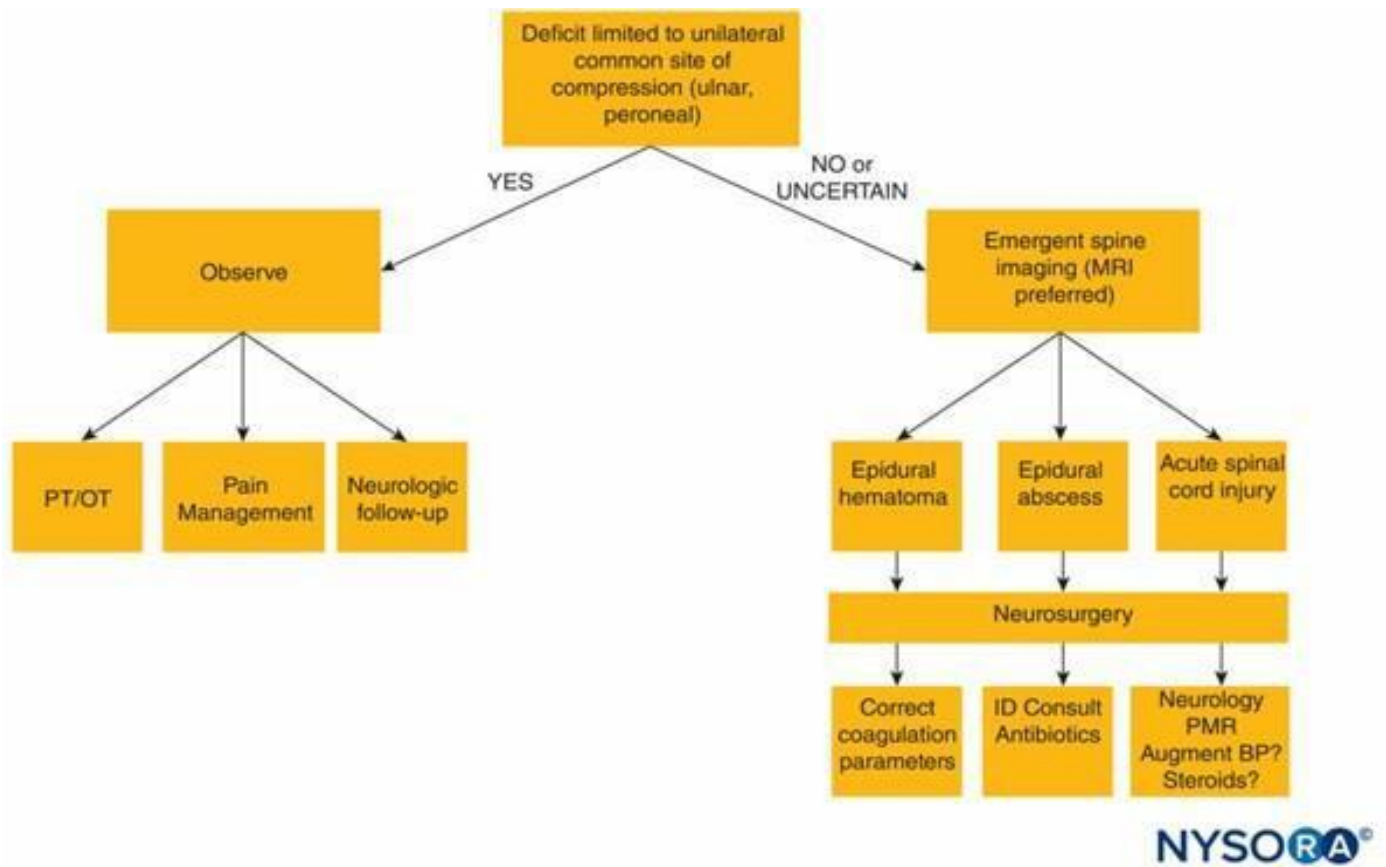 Deficit limited to unilateral
common site of
compression (ulnar,
peroneal)
YES
NO or
UNCERTAIN
Observe
Emergent spine
imaging (MRI
preferred)
PT/OT
Pain
Management
Neurologic
follow-up
Epidural
hematoma
Epidural
abscess
Acute spinal
cord injury
Neurosurgery
Correct
coagulation
parameters
ID Consult
Antibiotics
Neurology
PMR
Augment BP?
Steroids?
NYSORA©